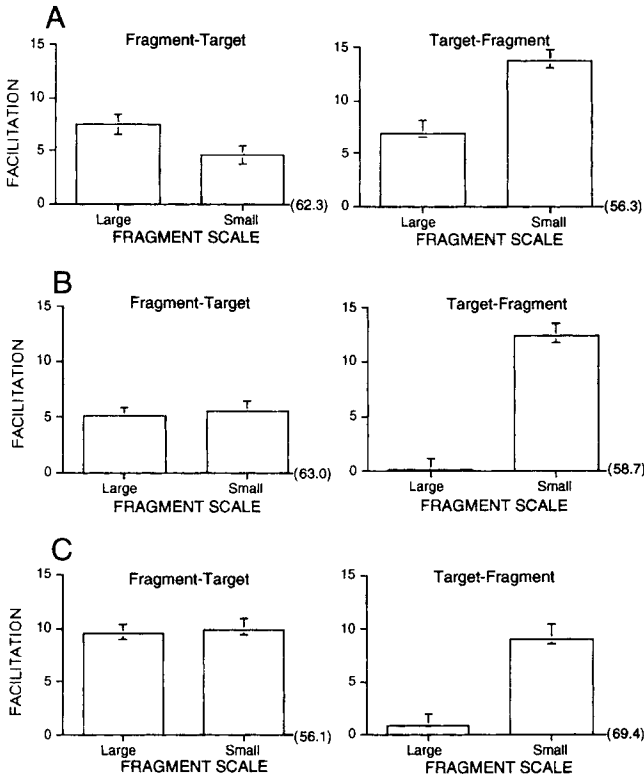 A
Fragment-Target
Target-Fragment
FACILITATION
15
10
5
0
15
10
5
0
Large
Small
(62.3)
Large
Small
(56.3)
FRAGMENT SCALE
FRAGMENT SCALE
B
Fragment-Target
Target-Fragment
FACILITATION
15
10
5
0
15
10
5
0
Large
Small
(63.0)
Large
Small
(58.7)
FRAGMENT SCALE
FRAGMENT SCALE
C
Fragment-Target
Target-Fragment
FACILITATION
15
10
5
0
15
10
5
0
Large
Small
(56.1)
Large
Small
(69.4)
FRAGMENT SCALE
FRAGMENT SCALE